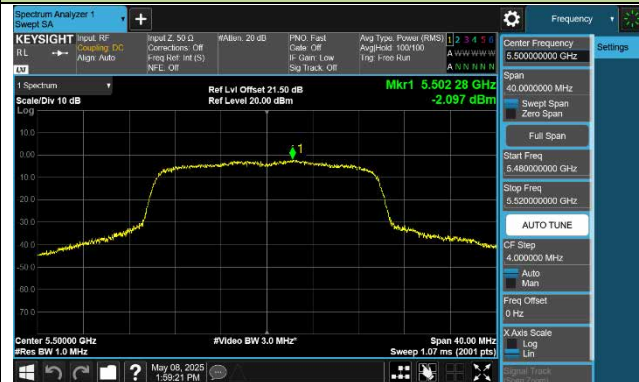 Spectrum Analyzer 1
Swept SA
Frequency
KEYSIGHT
RL
Input: RF
Coupling: DC
Align: Auto
Input Z: 50 Ω
Corrections: Off
Freq Ref: Int (S)
NFE: Off
#Atten: 20 dB
PNO: Fast
Gate: Off
IF Gain: Low
Sig Track: Off
Avg Type: Power (RMS)
Avg|Hold: 100/100
Trig: Free Run
1 2 3 4 5 6
A W W W W W
A N N N N N
Settings
Center Frequency
5.500000000 GHz
Span
40.0000000 MHz
Swept Span
Zero Span
Full Span
Start Freq
5.480000000 GHz
Stop Freq
5.520000000 GHz
AUTO TUNE
CF Step
4.000000 MHz
Auto
Man
Freq Offset
0 Hz
X Axis Scale
Log
Lin
Signal Track
1 Spectrum
Scale/Div 10 dB
Log
Ref Lvl Offset 21.50 dB
Ref Level 20.00 dBm
Mkr1 5.502 28 GHz
-2.097 dBm
1
10.0
0.00
10.0
20.0
30.0
40.0
-50.0
60.0
70.0
Center 5.50000 GHz
#Res BW 1.0 MHz
#Video BW 3.0 MHz*
Span 40.00 MHz
Sweep 1.07 ms (2001 pts)
?
May 08, 2025
1:59:21 PM